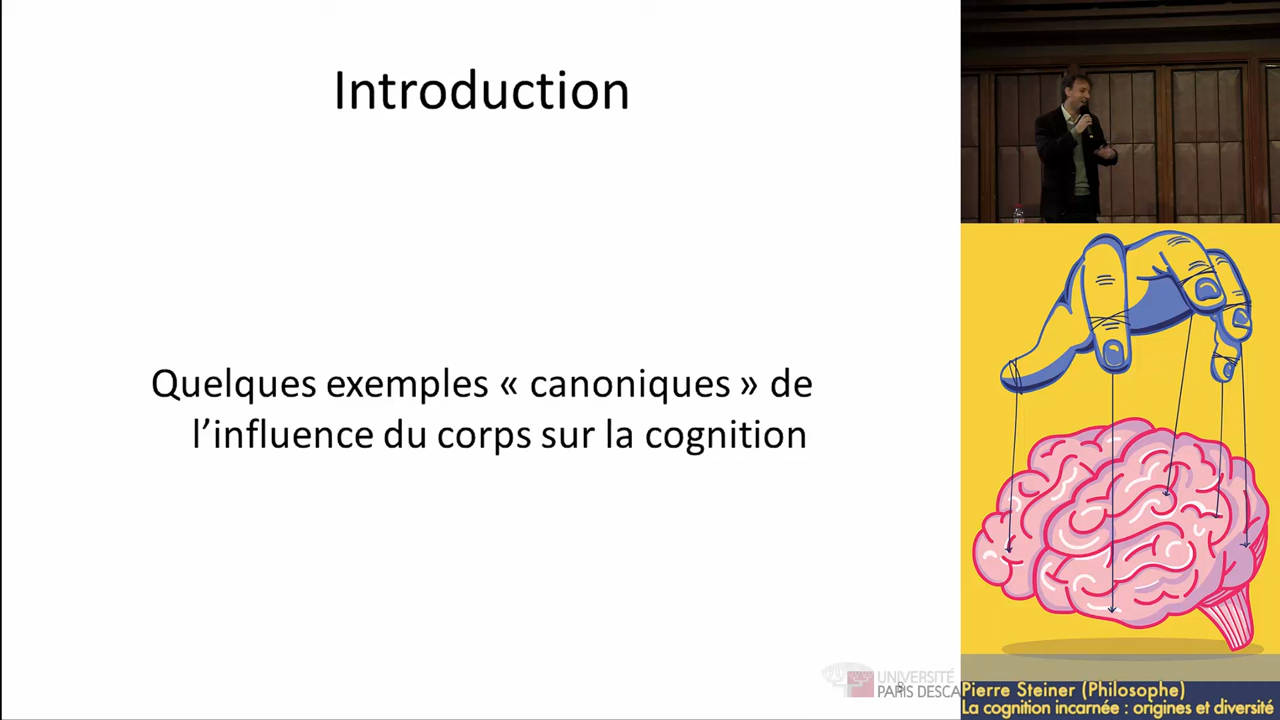 Introduction
Quelques exemples « canoniques » de
l’influence du corps sur la cognition
UNIVERSITÉ
PARIS DESCA
Pierre Steiner (Philosophe)
La cognition incarnée : origines et diversité